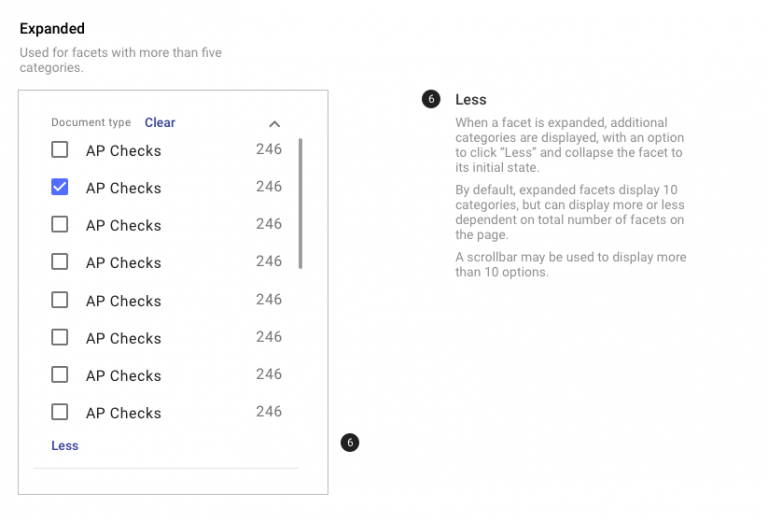 Expanded
Used for facets with more than five
categories.
Document type Clear
AP Checks 246
AP Checks 246
AP Checks 246
AP Checks 246
AP Checks 246
AP Checks 246
AP Checks 246
AP Checks 246
Less
6
6 Less
When a facet is expanded, additional
categories are displayed, with an option
to click “Less” and collapse the facet to
its initial state.
By default, expanded facets display 10
categories, but can display more or less
dependent on total number of facets on
the page.
A scrollbar may be used to display more
than 10 options.